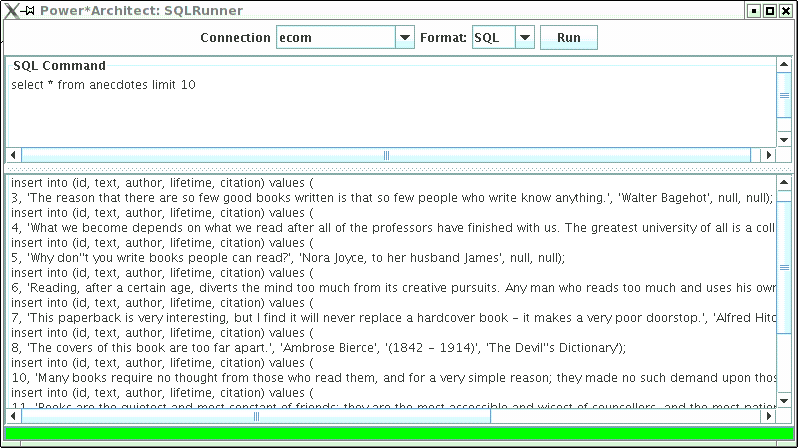 Power*Architect: SQLRunner
Connection ecom Format: SQL Run
SQL Command
select * from anecdotes limit 10
insert into (id, text, author, lifetime, citation) values (
3, 'The reason that there are so few good books written is that so few people who write know anything.', 'Walter Bagehot', null, null);
insert into (id, text, author, lifetime, citation) values (
4, 'What we become depends on what we read after all of the professors have finished with us. The greatest university of all is a coll
insert into (id, text, author, lifetime, citation) values (
5, 'Why don''t you write books people can read?', 'Nora Joyce, to her husband James', null, null);
insert into (id, text, author, lifetime, citation) values (
6, 'Reading, after a certain age, diverts the mind too much from its creative pursuits. Any man who reads too much and uses his own
insert into (id, text, author, lifetime, citation) values (
7, 'This paperback is very interesting, but I find it will never replace a hardcover book - it makes a very poor doorstop.', 'Alfred Hitc
insert into (id, text, author, lifetime, citation) values (
8, 'The covers of this book are too far apart.', 'Ambrose Bierce', '(1842 - 1914)', 'The Devil''s Dictionary');
insert into (id, text, author, lifetime, citation) values (
10, 'Many books require no thought from those who read them, and for a very simple reason; they made no such demand upon thos
insert into (id, text, author, lifetime, citation) values (
11, 'Books are the quietest and most constant of friends; they are the most accessible and wisest of counsellors, and the most patien